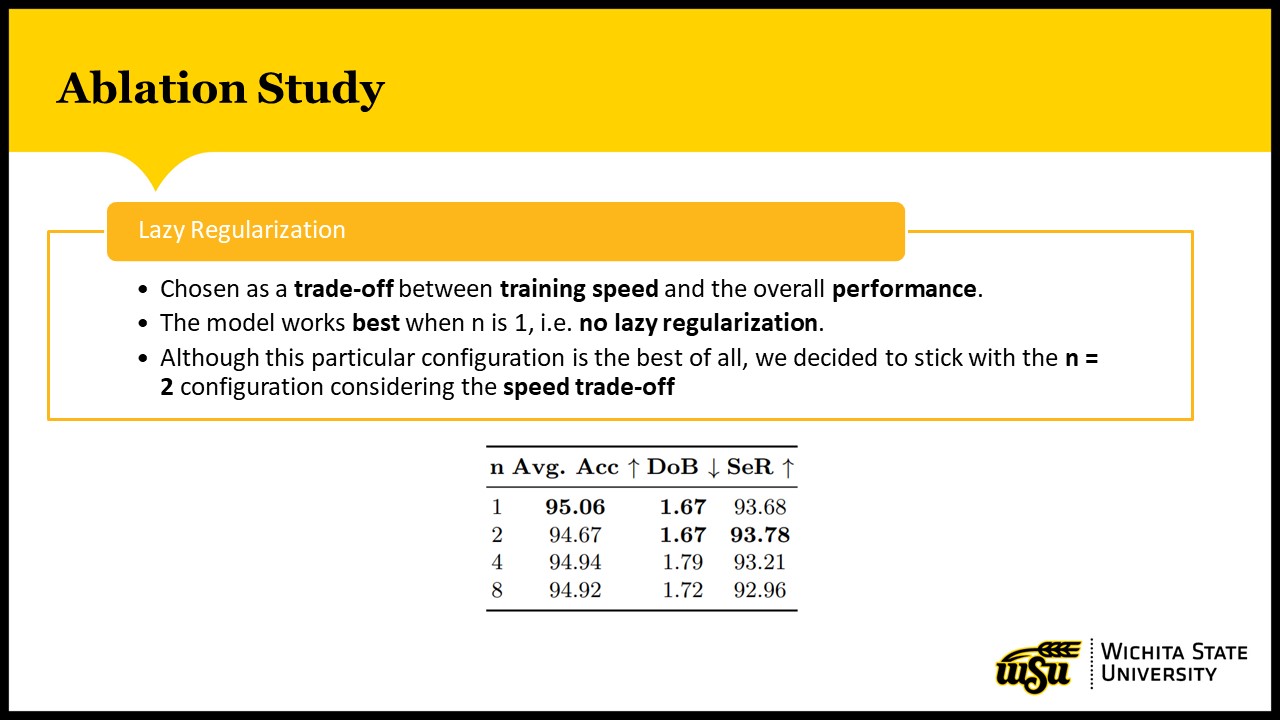 Ablation Study
Lazy Regularization
• Chosen as a trade-off between training speed and the overall performance.
• The model works best when n is 1, i.e. no lazy regularization.
• Although this particular configuration is the best of all, we decided to stick with the n =
2 configuration considering the speed trade-off
n Avg. Acc ↑ DoB ↓ SeR ↑
1 95.06 1.67 93.68
2 94.67 1.67 93.78
4 94.94 1.79 93.21
8 94.92 1.72 92.96
wsu
WICHITA STATE
UNIVERSITY